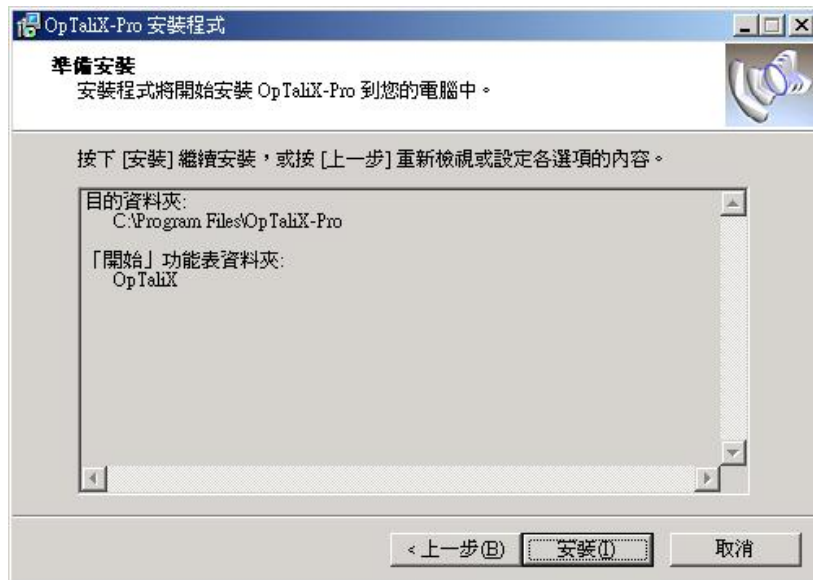 OpTaliX-Pro 安裝程式
準備安裝
安裝程式將開始安裝 OpTaliX-Pro 到您的電腦中。
按下 [安裝] 繼續安裝，或按 [上一步] 重新檢視或設定各選項的內容。
目的資料夾:
C:\Program Files\OpTaliX-Pro
「開始」功能表資料夾:
OpTaliX
< 上一步(B) 安裝(I) 取消